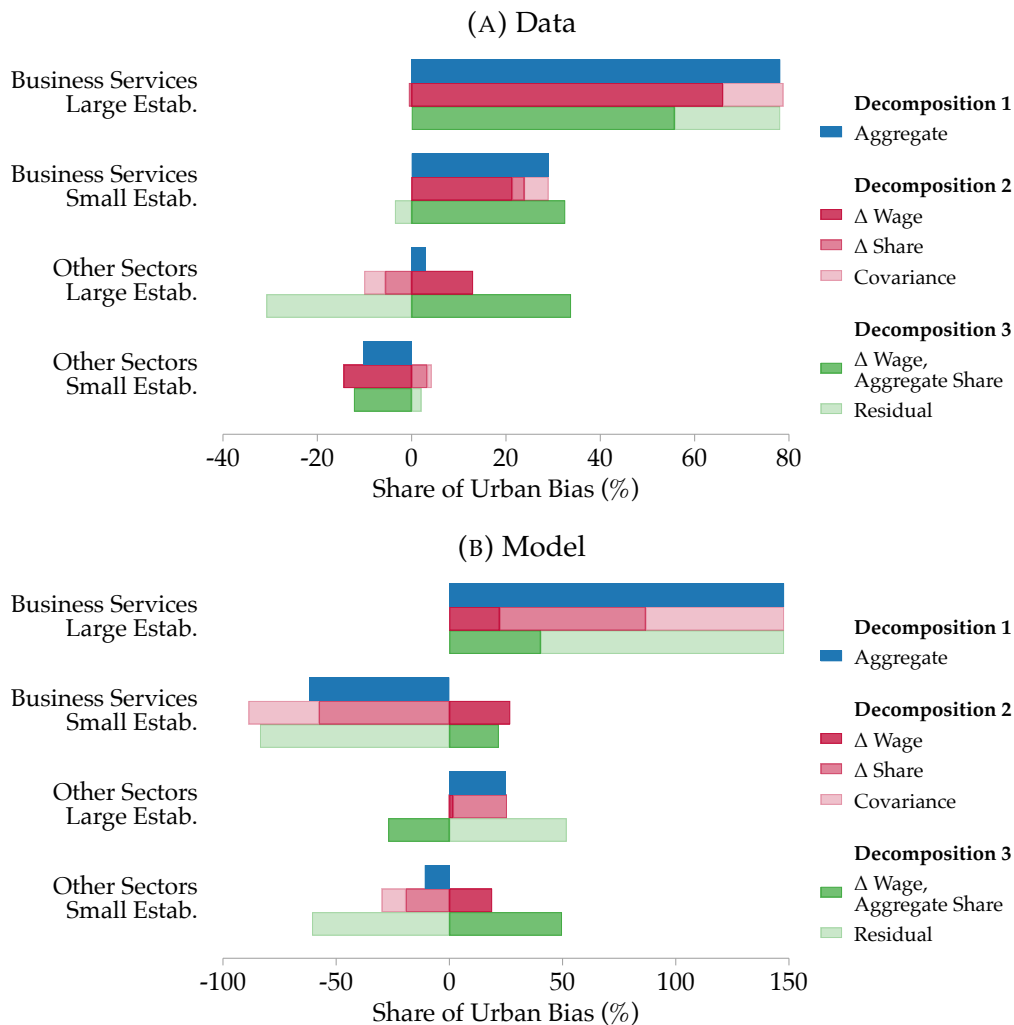 (A) Data
Business Services
Large Estab.
Business Services
Small Estab.
Other Sectors
Large Estab.
Other Sectors
Small Estab.
-40 -20 0 20 40 60 80
Share of Urban Bias (%)
Decomposition 1
Aggregate
Decomposition 2
Δ Wage
Δ Share
Covariance
Decomposition 3
Δ Wage,
Aggregate Share
Residual
(B) Model
Business Services
Large Estab.
Business Services
Small Estab.
Other Sectors
Large Estab.
Other Sectors
Small Estab.
-100 -50 0 50 100 150
Share of Urban Bias (%)
Decomposition 1
Aggregate
Decomposition 2
Δ Wage
Δ Share
Covariance
Decomposition 3
Δ Wage,
Aggregate Share
Residual